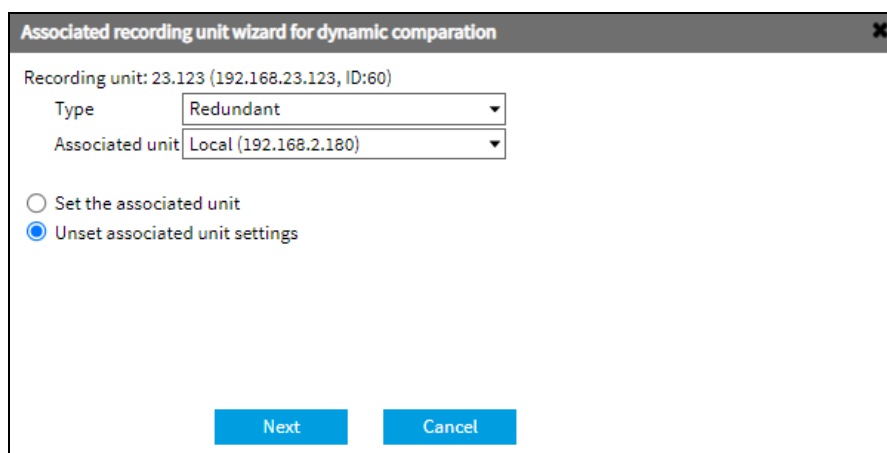 Associated recording unit wizard for dynamic comparation
Recording unit: 23.123 (192.168.23.123, ID:60)
Type Redundant
Associated unit Local (192.168.2.180)
Set the associated unit
Unset associated unit settings
Next Cancel